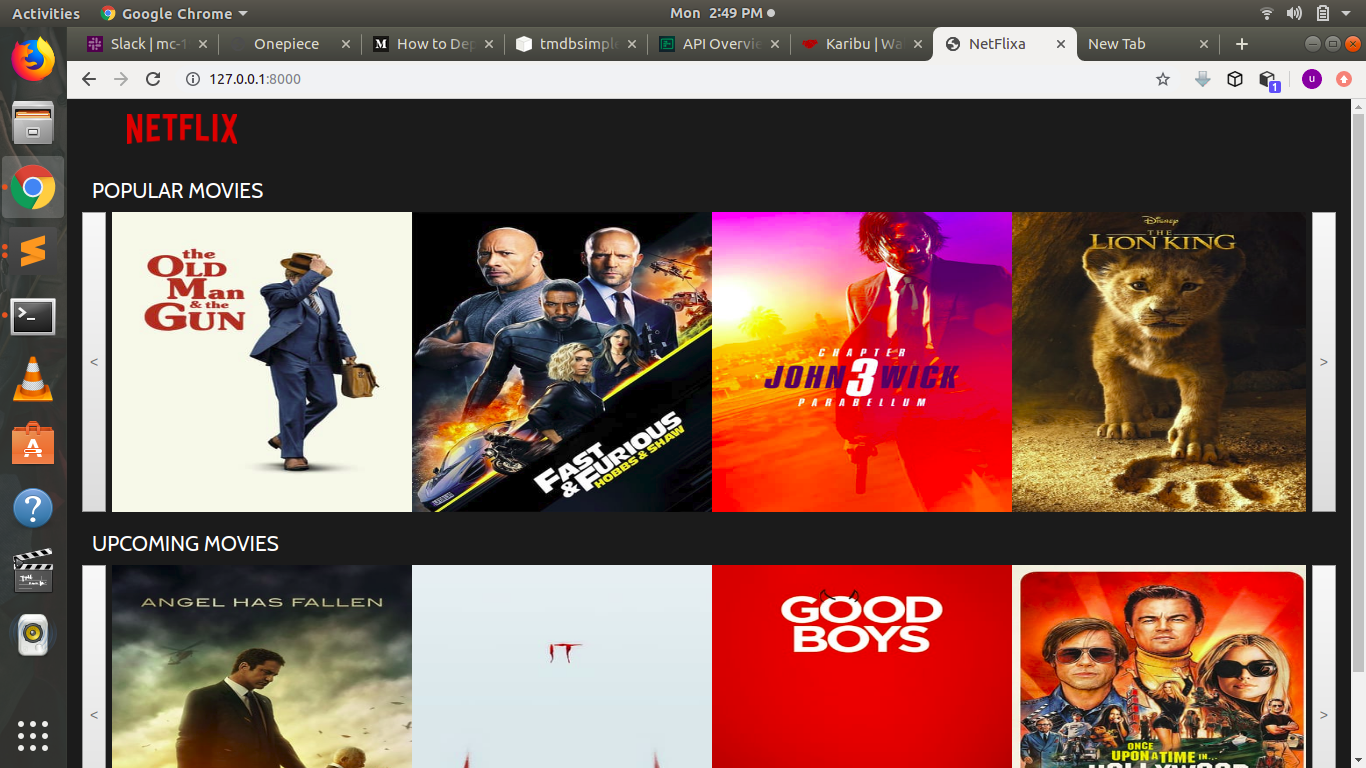 Activities
Google Chrome
Mon 2:49 PM
Slack | mc-1
Onepiece
How to Dep
tmdbsimple
API Overvie
Karibu | Wa
NetFlixa
New Tab
127.0.0.1:8000
u
1
NETFLIX
POPULAR MOVIES
<
the
OLD
Man
& the
GUN
FAST
& FURIOUS
HOBBS & SHAW
CHAPTER
JOHN 3 WICK
PARABELLUM
Disney
THE
LION KING
>
UPCOMING MOVIES
<
ANGEL HAS FALLEN
IT
GOOD
BOYS
ONCE
UPON A TIME IN...
HOLLYWOOD
>